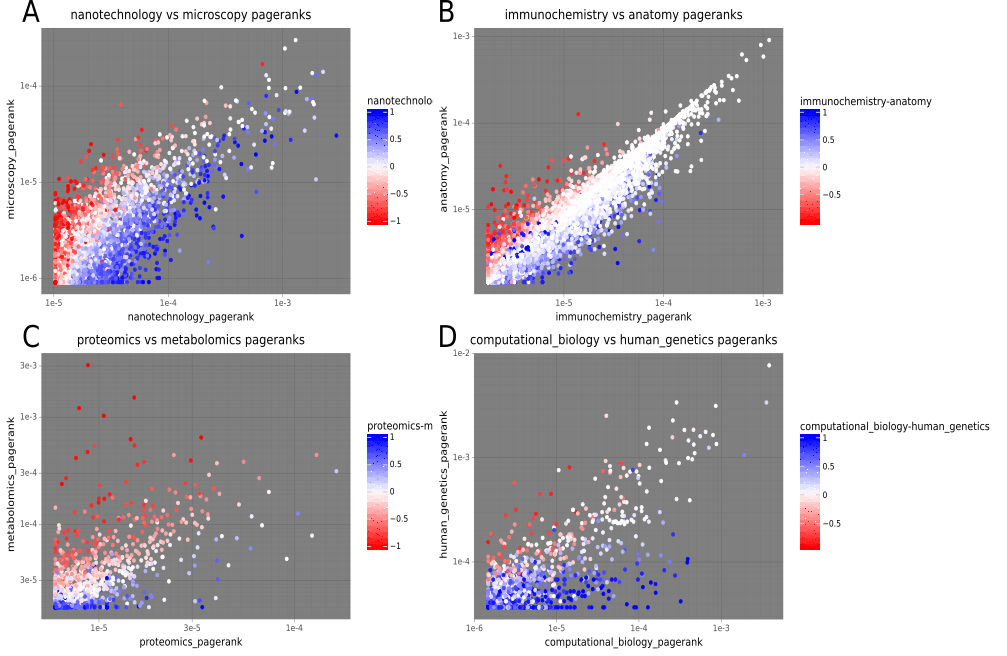 A
nanotechnology vs microscopy pageranks
microscopy_pagerank
1e-4
1e-5
1e-6
1e-5
1e-4
1e-3
nanotechnology_pagerank
nanotechnolo
1
0.5
0
−0.5
−1
B
immunochemistry vs anatomy pageranks
anatomy_pagerank
1e-3
1e-4
1e-5
1e-5
1e-4
1e-3
immunochemistry_pagerank
immunochemistry-anatomy
1
0.5
0
−0.5
C
proteomics vs metabolomics pageranks
metabolomics_pagerank
3e-3
1e-3
3e-4
1e-4
3e-5
1e-5
3e-5
1e-4
proteomics_pagerank
proteomics-m
1
0.5
0
−0.5
−1
D
computational_biology vs human_genetics pageranks
human_genetics_pagerank
1e-2
1e-3
1e-4
1e-6
1e-5
1e-4
1e-3
computational_biology_pagerank
computational_biology-human_genetics
1
0.5
0
−0.5